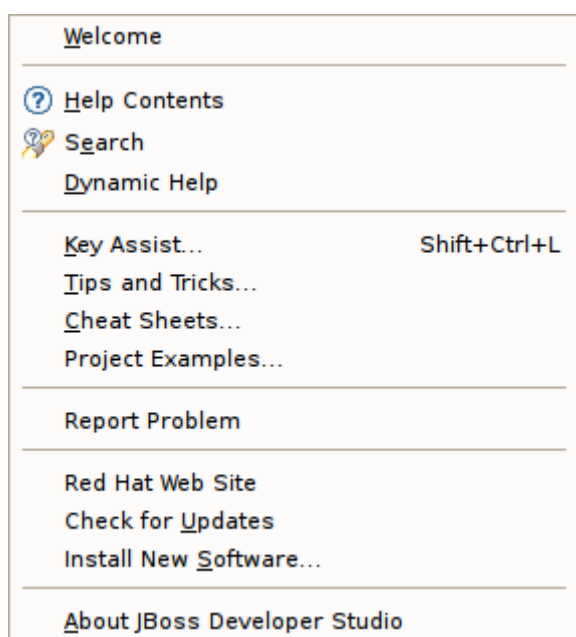 Welcome
Help Contents
Search
Dynamic Help
Key Assist... Shift+Ctrl+L
Tips and Tricks...
Cheat Sheets...
Project Examples...
Report Problem
Red Hat Web Site
Check for Updates
Install New Software...
About JBoss Developer Studio